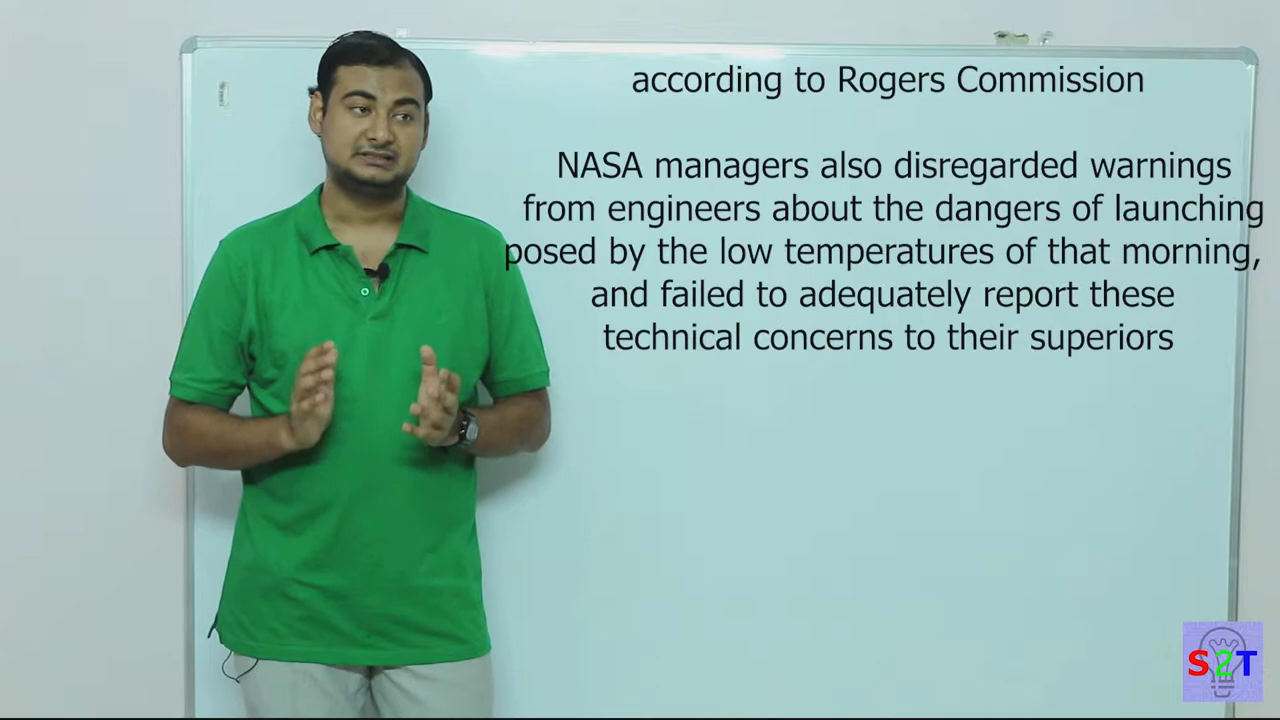 according to Rogers Commission
NASA managers also disregarded warnings
from engineers about the dangers of launching
posed by the low temperatures of that morning,
and failed to adequately report these
technical concerns to their superiors
S2T